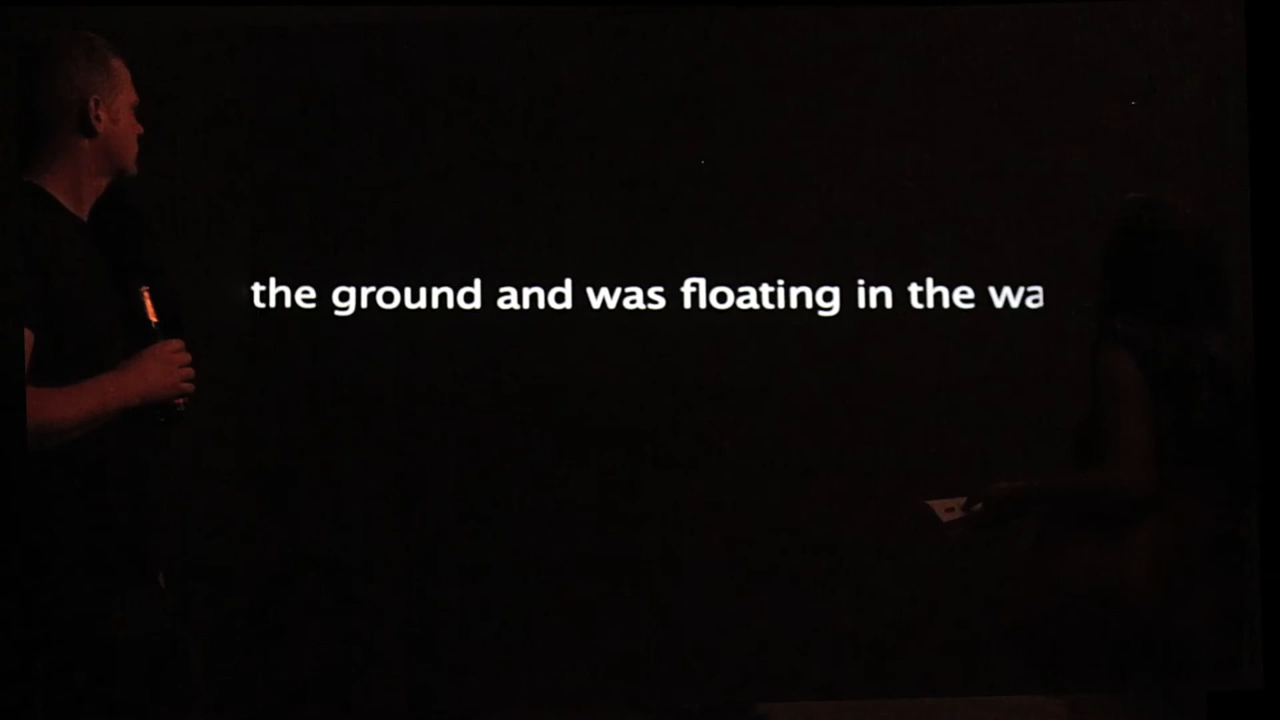 the ground and was floating in the wa